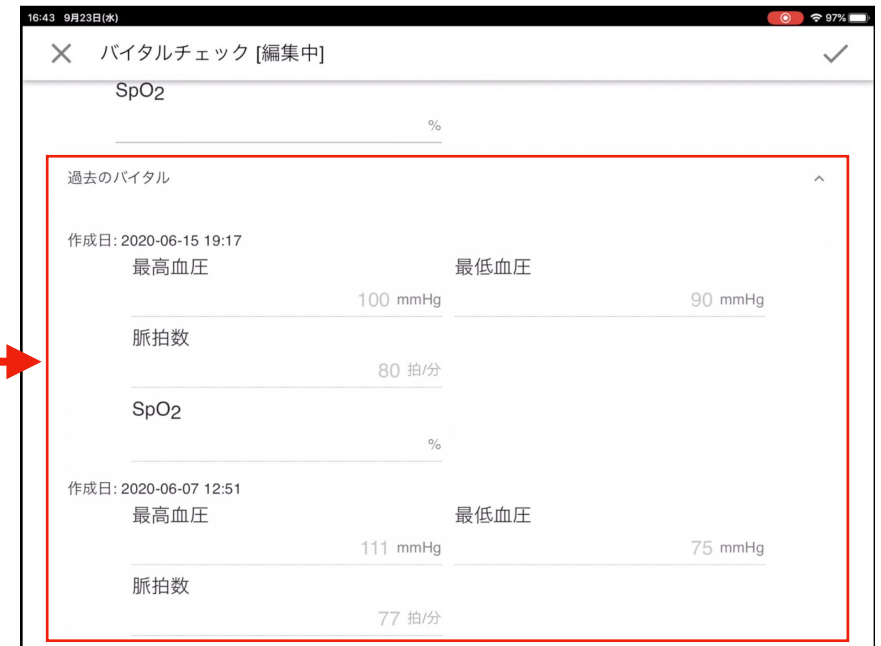 16:43 9月23日(水) 97%
バイタルチェック [編集中]
SpO2
%
過去のバイタル
作成日: 2020-06-15 19:17
最高血圧 最低血圧
100 mmHg 90 mmHg
脈拍数
80 拍/分
SpO2
%
作成日: 2020-06-07 12:51
最高血圧 最低血圧
111 mmHg 75 mmHg
脈拍数
77 拍/分